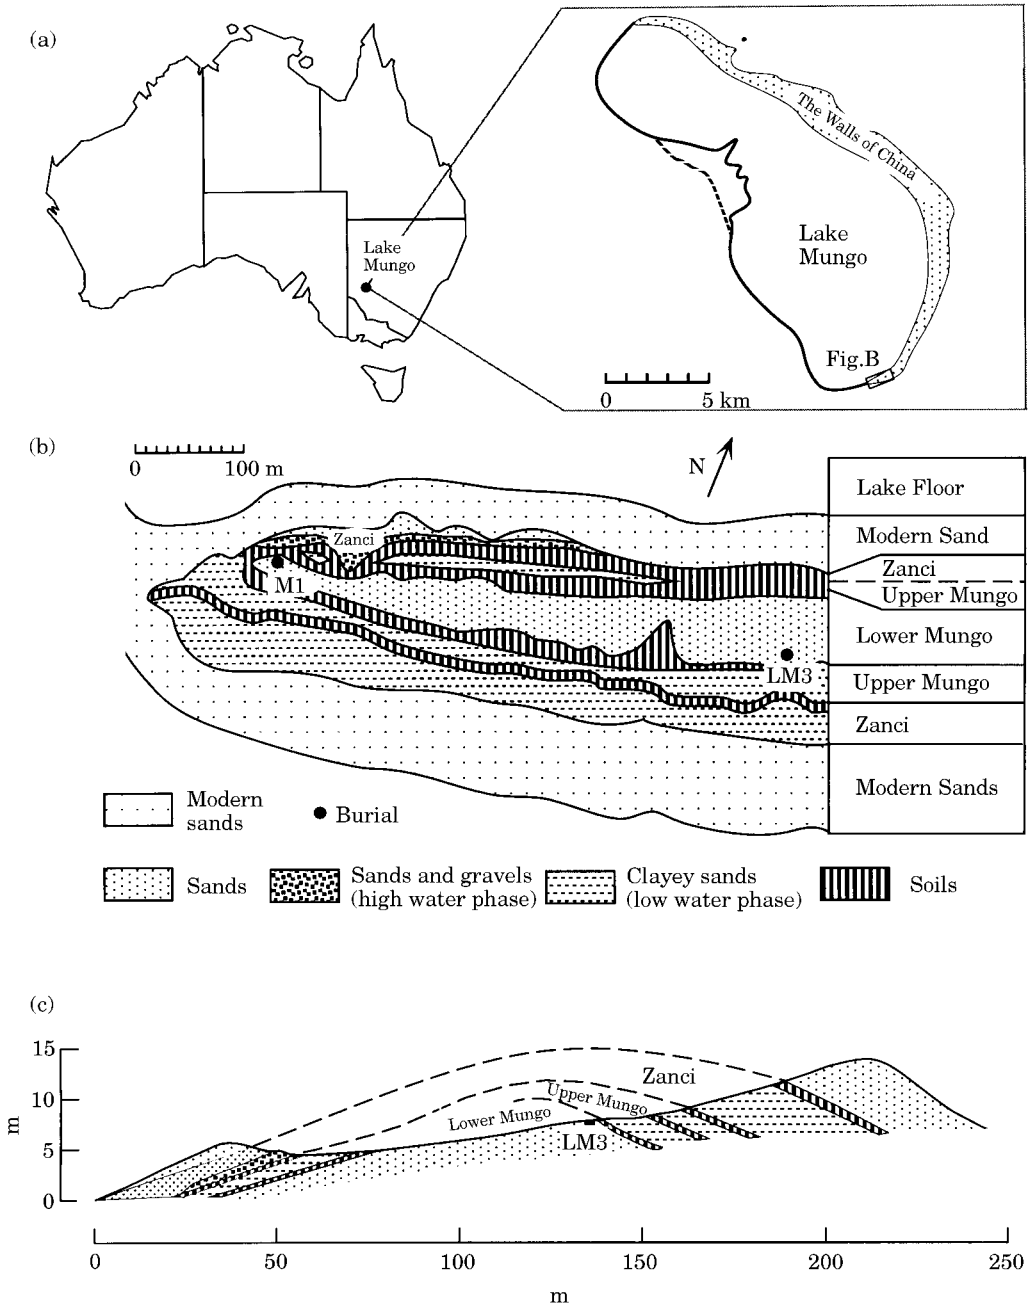 (a)
Lake
Mungo
The Walls of China
Lake
Mungo
Fig.B
0 5 km
(b)
0 100 m
N
Zanci
M1
LM3
Lake Floor
Modern Sand
Zanci
Upper Mungo
Lower Mungo
Upper Mungo
Zanci
Modern Sands
Modern
sands
Burial
Sands
Sands and gravels
(high water phase)
Clayey sands
(low water phase)
Soils
(c)
15
10
5
0
m
Zanci
Upper Mungo
Lower Mungo
LM3
0 50 100 150 200 250
m